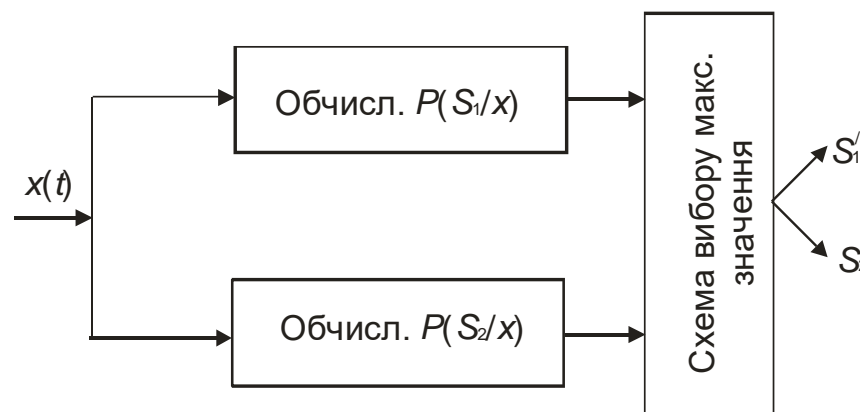 x(t)
Обчисл. P(S₁/x)
Обчисл. P(S₂/x)
Схема вибору макс.
значення
S₁′